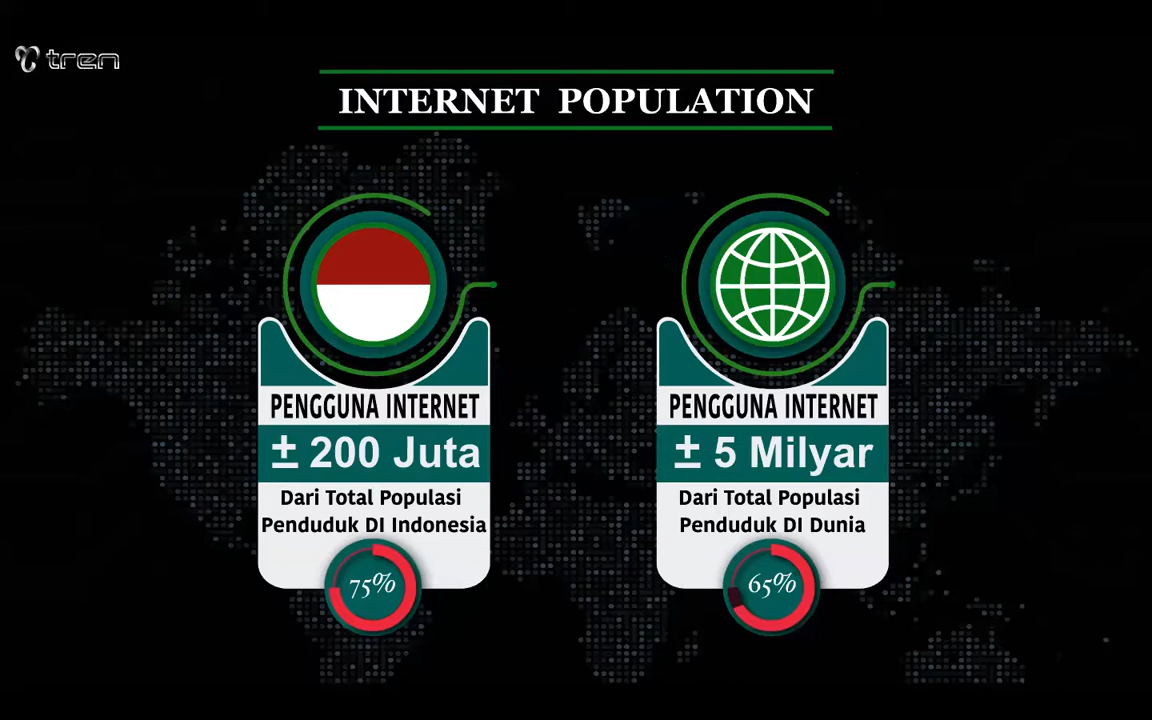 tren
INTERNET POPULATION
PENGGUNA INTERNET
± 200 Juta
Dari Total Populasi
Penduduk DI Indonesia
75%
PENGGUNA INTERNET
± 5 Milyar
Dari Total Populasi
Penduduk DI Dunia
65%